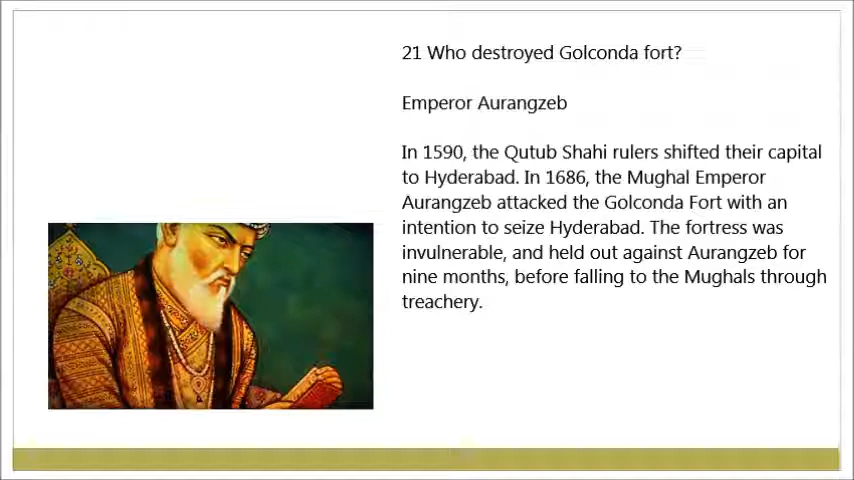 21 Who destroyed Golconda fort?
Emperor Aurangzeb
In 1590, the Qutub Shahi rulers shifted their capital
to Hyderabad. In 1686, the Mughal Emperor
Aurangzeb attacked the Golconda Fort with an
intention to seize Hyderabad. The fortress was
invulnerable, and held out against Aurangzeb for
nine months, before falling to the Mughals through
treachery.